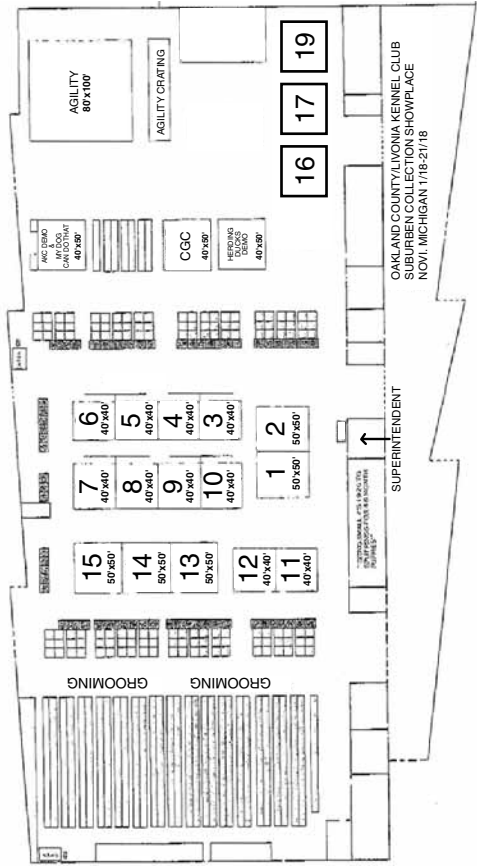 AGILITY
80'x100'
AGILITY CRATING
19
17
16
AKC DEMO
&
MY DOG
CAN DO THAT
40'x50'
CGC
40'x50'
HERDING
DUCKS
DEMO
40'x50'
OAKLAND COUNTY/LIVONIA KENNEL CLUB
SUBURBEN COLLECTION SHOWPLACE
NOVI. MICHIGAN 1/18-21/18
6
40'x40'
5
40'x40'
4
40'x40'
3
40'x40'
2
50'x50'
7
40'x40'
8
40'x40'
9
40'x40'
10
40'x40'
1
50'x50'
SUPERINTENDENT
15
50'x50'
14
50'x50'
13
50'x50'
12
40'x40'
11
40'x40'
GROOMING
GROOMING